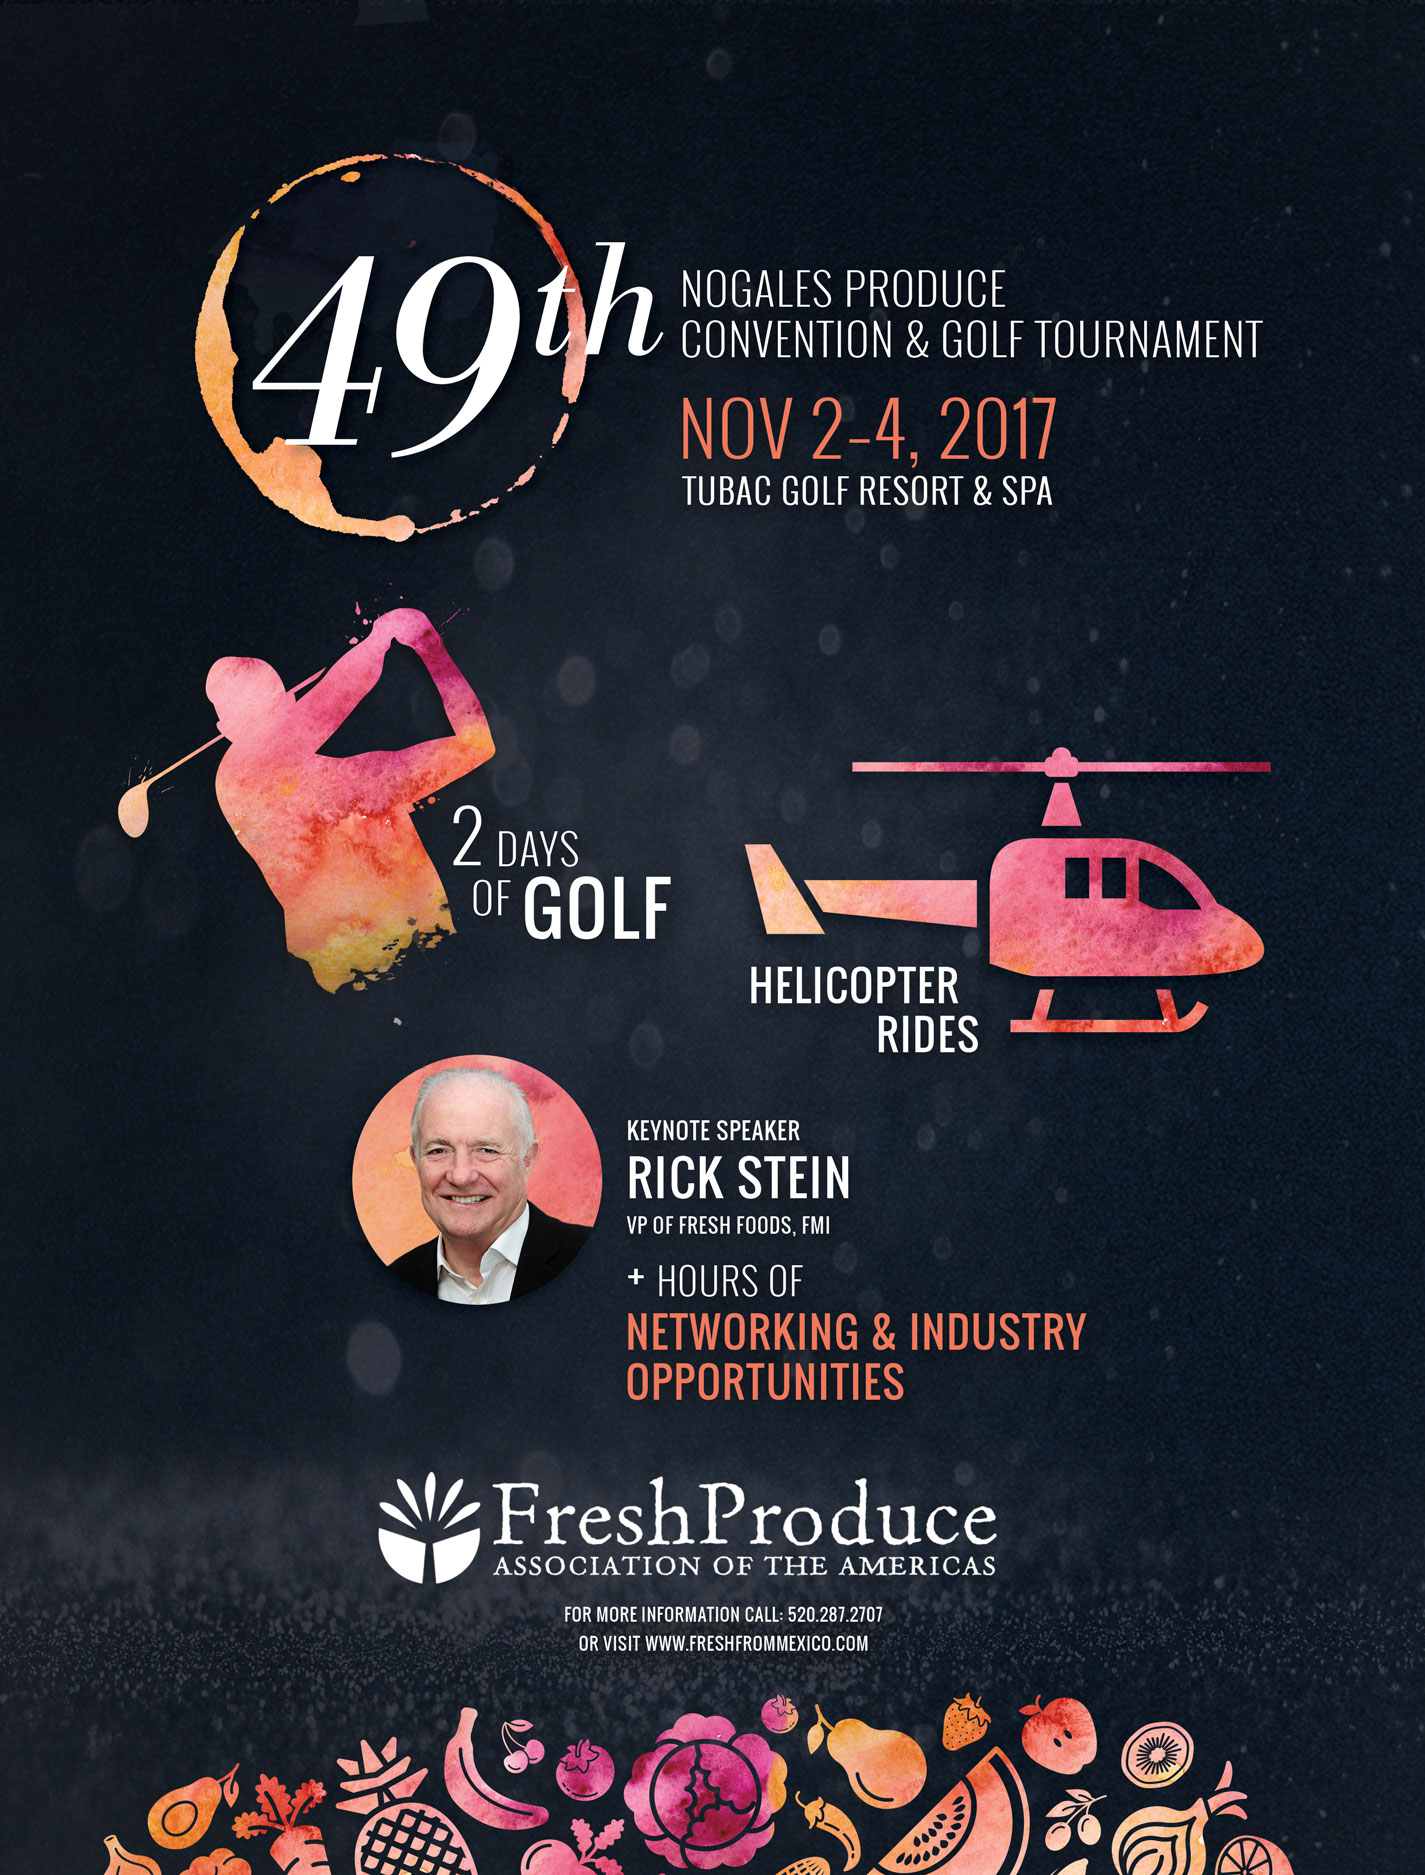 49th
NOGALES PRODUCE
CONVENTION & GOLF TOURNAMENT
NOV 2-4, 2017
TUBAC GOLF RESORT & SPA
2 DAYS
OF GOLF
HELICOPTER
RIDES
KEYNOTE SPEAKER
RICK STEIN
VP OF FRESH FOODS, FMI
+ HOURS OF
NETWORKING & INDUSTRY
OPPORTUNITIES
FreshProduce
ASSOCIATION OF THE AMERICAS
FOR MORE INFORMATION CALL: 520.287.2707
OR VISIT WWW.FRESHFROMMEXICO.COM